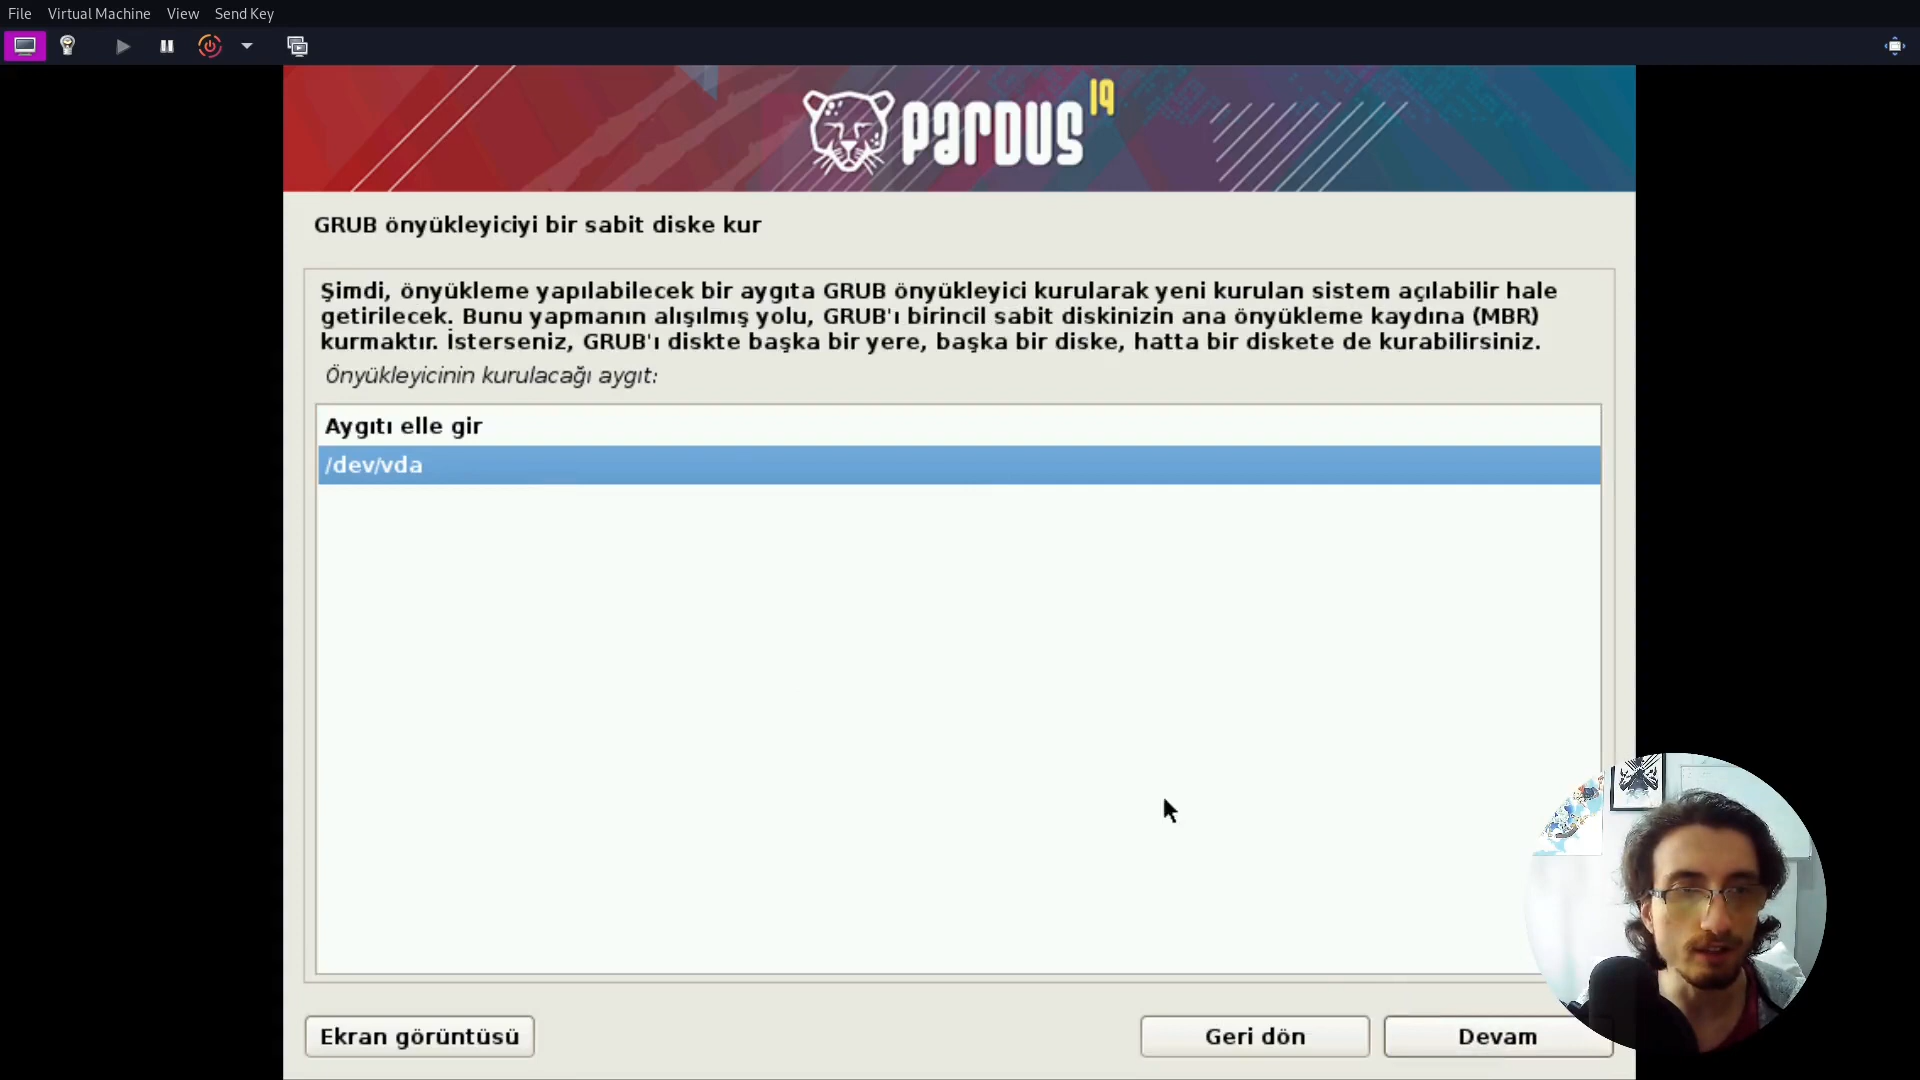 File Virtual Machine View Send Key
PARDUS 19
GRUB önyükleyiciyi bir sabit diske kur
Şimdi, önyükleme yapılabilecek bir aygıta GRUB önyükleyici kurularak yeni kurulan sistem açılabilir hale
getirilecek. Bunu yapmanın alışılmış yolu, GRUB'ı birincil sabit diskinizin ana önyükleme kaydına (MBR)
kurmaktır. İsterseniz, GRUB'ı diskte başka bir yere, başka bir diske, hatta bir diskete de kurabilirsiniz.
Önyükleyicinin kurulacağı aygıt:
Aygıtı elle gir
/dev/vda
Ekran görüntüsü Geri dön Devam